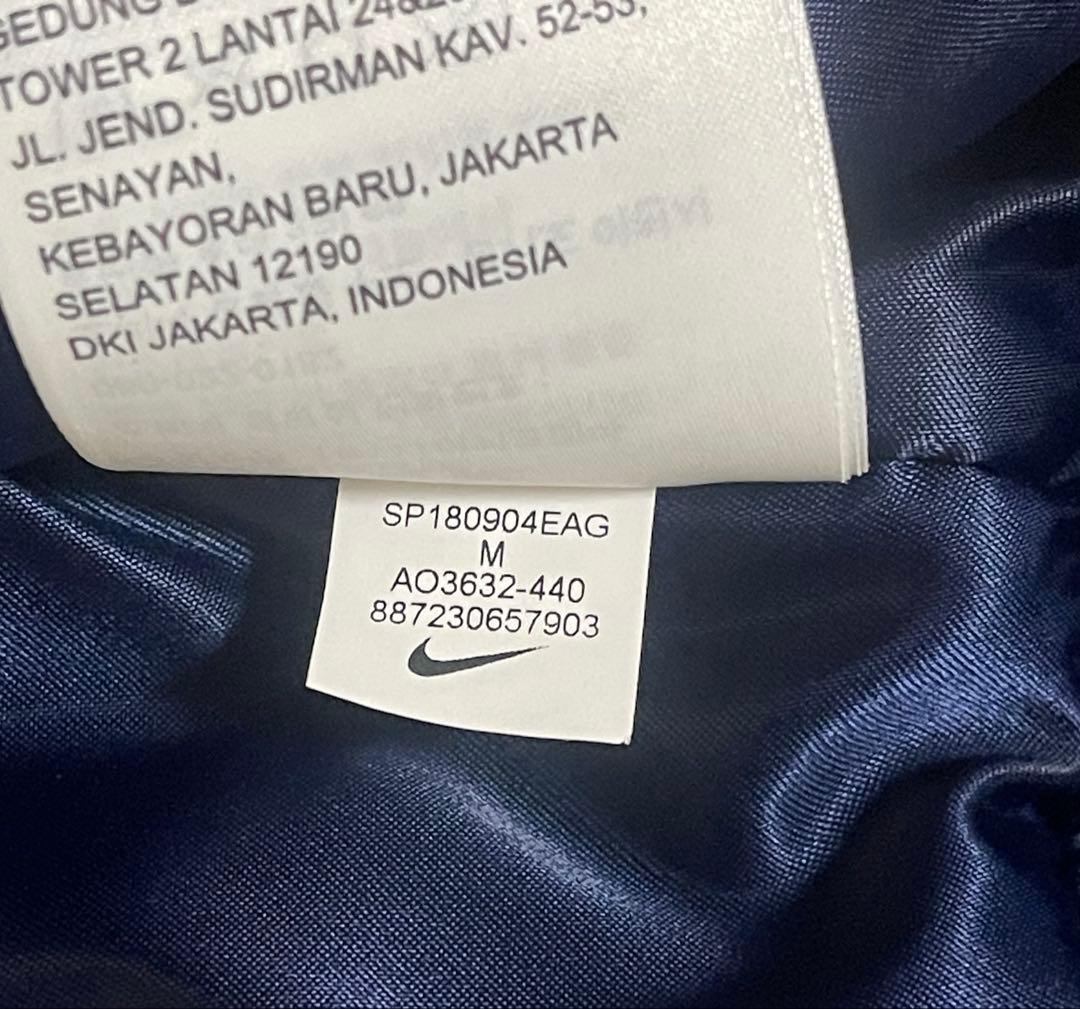 GEDUNG
TOWER 2 LANTAI
JL. JEND. SUDIRMAN KAV. 52-53,
SENAYAN,
KEBAYORAN BARU, JAKARTA
SELATAN 12190
DKI JAKARTA, INDONESIA
SP180904EAG
M
AO3632-440
887230657903